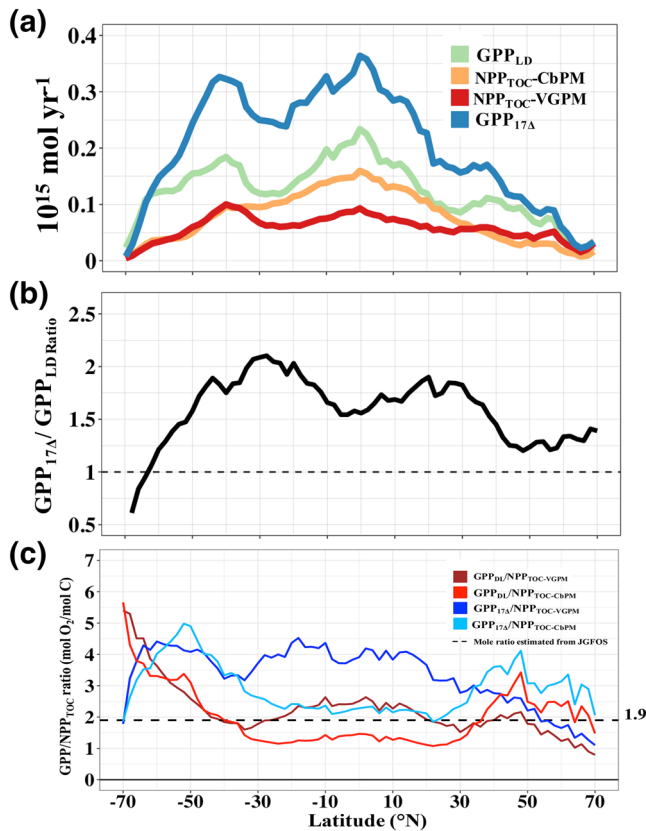 (a)
0.4
0.3
0.2
0.1
0
10¹⁵ mol yr⁻¹
GPP_LD
NPP_TOC-CbPM
NPP_TOC-VGPM
GPP_17Δ
(b)
2.5
2
1.5
1
0.5
GPP_17Δ/ GPP_LD Ratio
(c)
7
6
5
4
3
2
1
0
GPP/NPP_TOC ratio (mol O₂/mol C)
GPP_DL/NPP_TOC-VGPM
GPP_DL/NPP_TOC-CbPM
GPP_17Δ/NPP_TOC-VGPM
GPP_17Δ/NPP_TOC-CbPM
Mole ratio estimated from JGFOS
1.9
-70 -50 -30 -10 10 30 50 70
Latitude (°N)